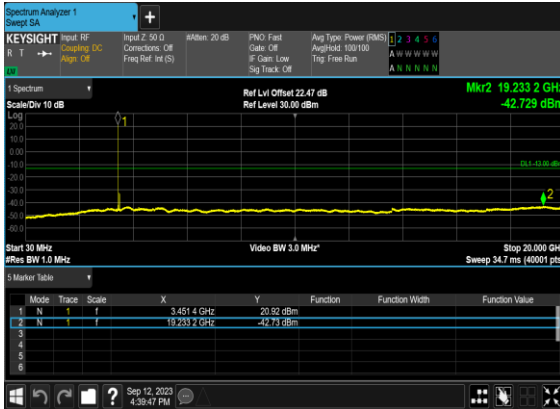 Spectrum Analyzer 1
Swept SA
+
KEYSIGHT Input: RF Input Z: 50 Ω #Atten: 20 dB PNO: Fast Avg Type: Power (RMS) 1 2 3 4 5 6
R T Coupling: DC Corrections: Off Gate: Off Avg|Hold: 100/100 A W W W W W
Align: Off Freq Ref: Int (S) IF Gain: Low Trig: Free Run
Sig Track: Off A N N N N N
1 Spectrum Ref Lvl Offset 22.47 dB Mkr2 19.233 2 GHz
Scale/Div 10 dB Ref Level 30.00 dBm -42.729 dBm
Log
20.0
10.0
0.00
-10.0
-20.0
-30.0
-40.0
-50.0
-60.0
1
DL1 -13.00 dBm
2
Start 30 MHz Video BW 3.0 MHz* Stop 20.000 GH
#Res BW 1.0 MHz Sweep 34.7 ms (40001 pts
5 Marker Table
Mode Trace Scale X Y Function Function Width Function Value
1 N 1 f 3.451 4 GHz 20.92 dBm
2 N 1 f 19.233 2 GHz -42.73 dBm
3
4
5
6
? Sep 12, 2023
4:39:47 PM